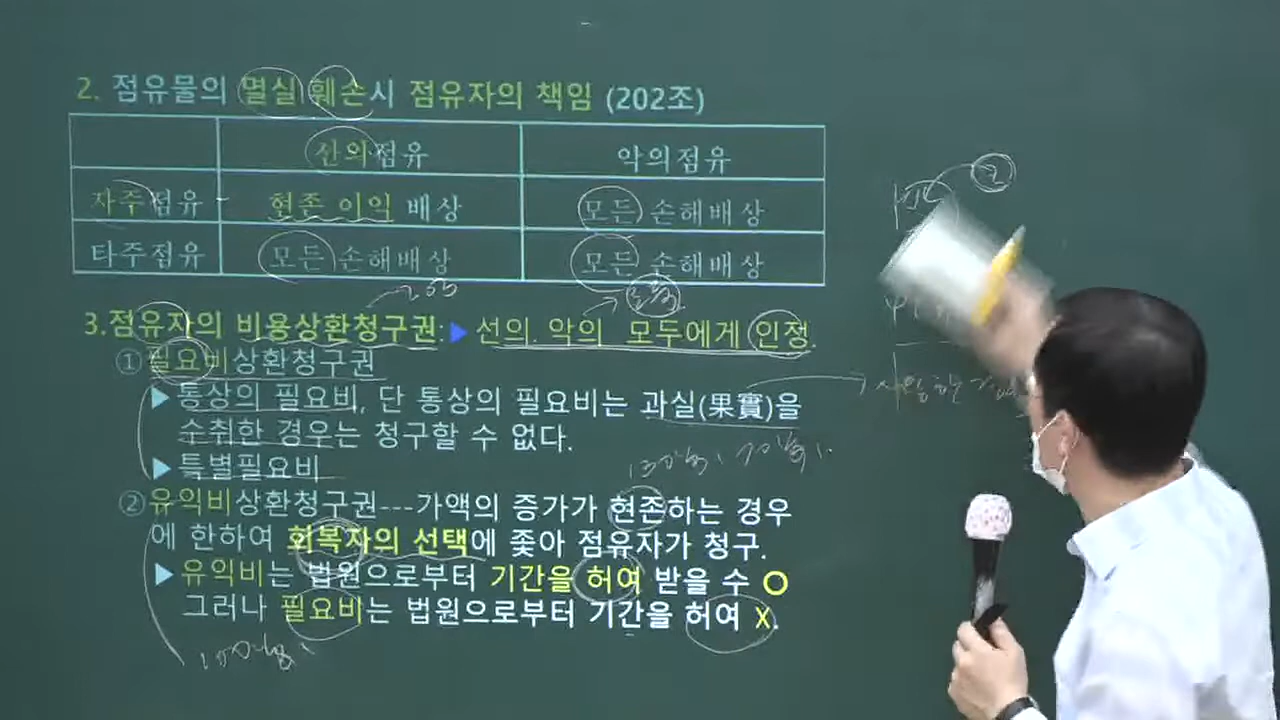 2. 점유물의 멸실 훼손시 점유자의 책임 (202조)
선의점유 악의점유
자주점유 현존 이익 배상 모든 손해배상
타주점유 모든 손해배상 모든 손해배상
3.점유자의 비용상환청구권:▶ 선의. 악의 모두에게 인정.
①필요비상환청구권
▶통상의 필요비, 단 통상의 필요비는 과실(果實)을
수취한 경우는 청구할 수 없다.
▶특별필요비
②유익비상환청구권---가액의 증가가 현존하는 경우
에 한하여 회복자의 선택에 좇아 점유자가 청구.
▶ 유익비는 법원으로부터 기간을 허여 받을 수 O
그러나 필요비는 법원으로부터 기간을 허여 X.